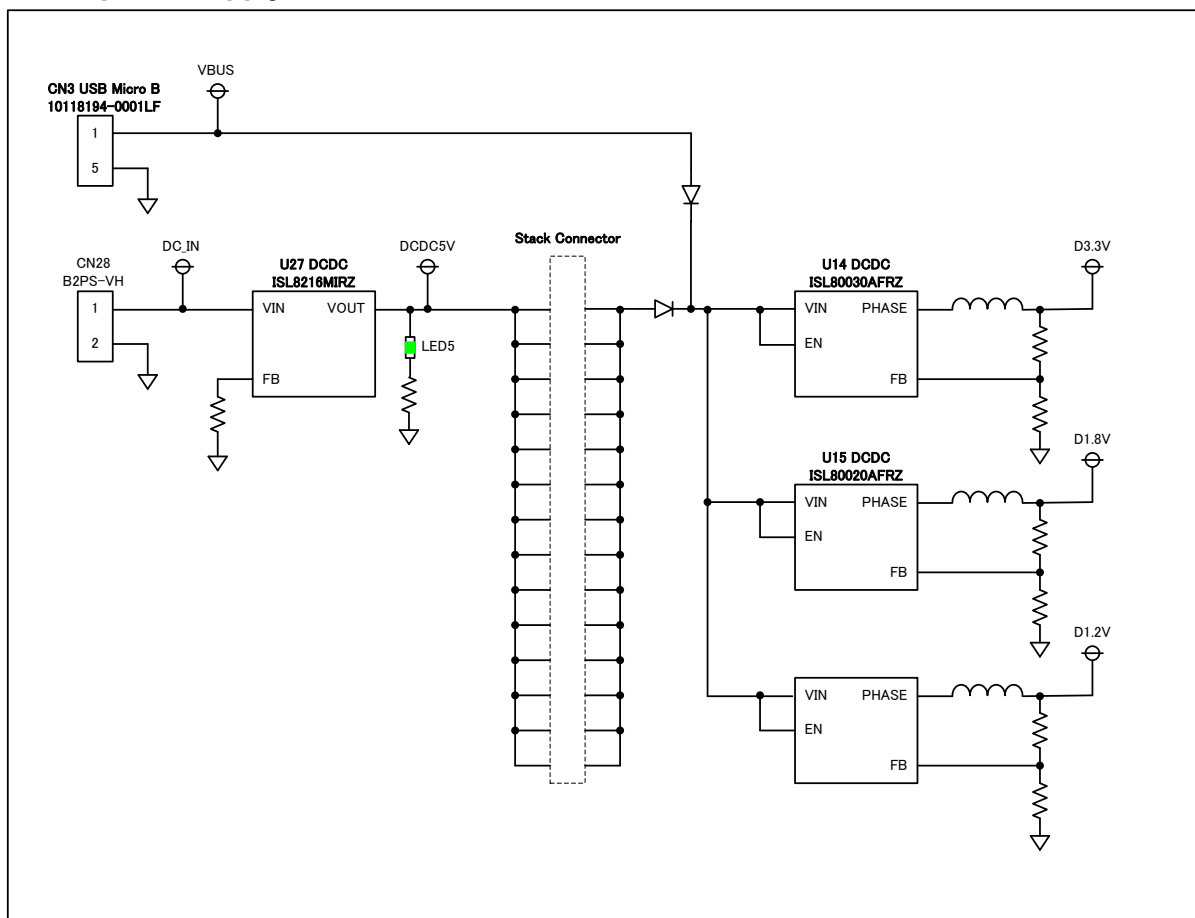 VBUS
CN3 USB Micro B
10118194-0001LF
1
5
DC_IN
CN28
B2PS-VH
1
2
U27 DCDC
ISL8216MIRZ
VIN VOUT
FB
DCDC5V
LED5
Stack Connector
U14 DCDC
ISL80030AFRZ
VIN PHASE
EN
FB
D3.3V
U15 DCDC
ISL80020AFRZ
VIN PHASE
EN
FB
D1.8V
VIN PHASE
EN
FB
D1.2V